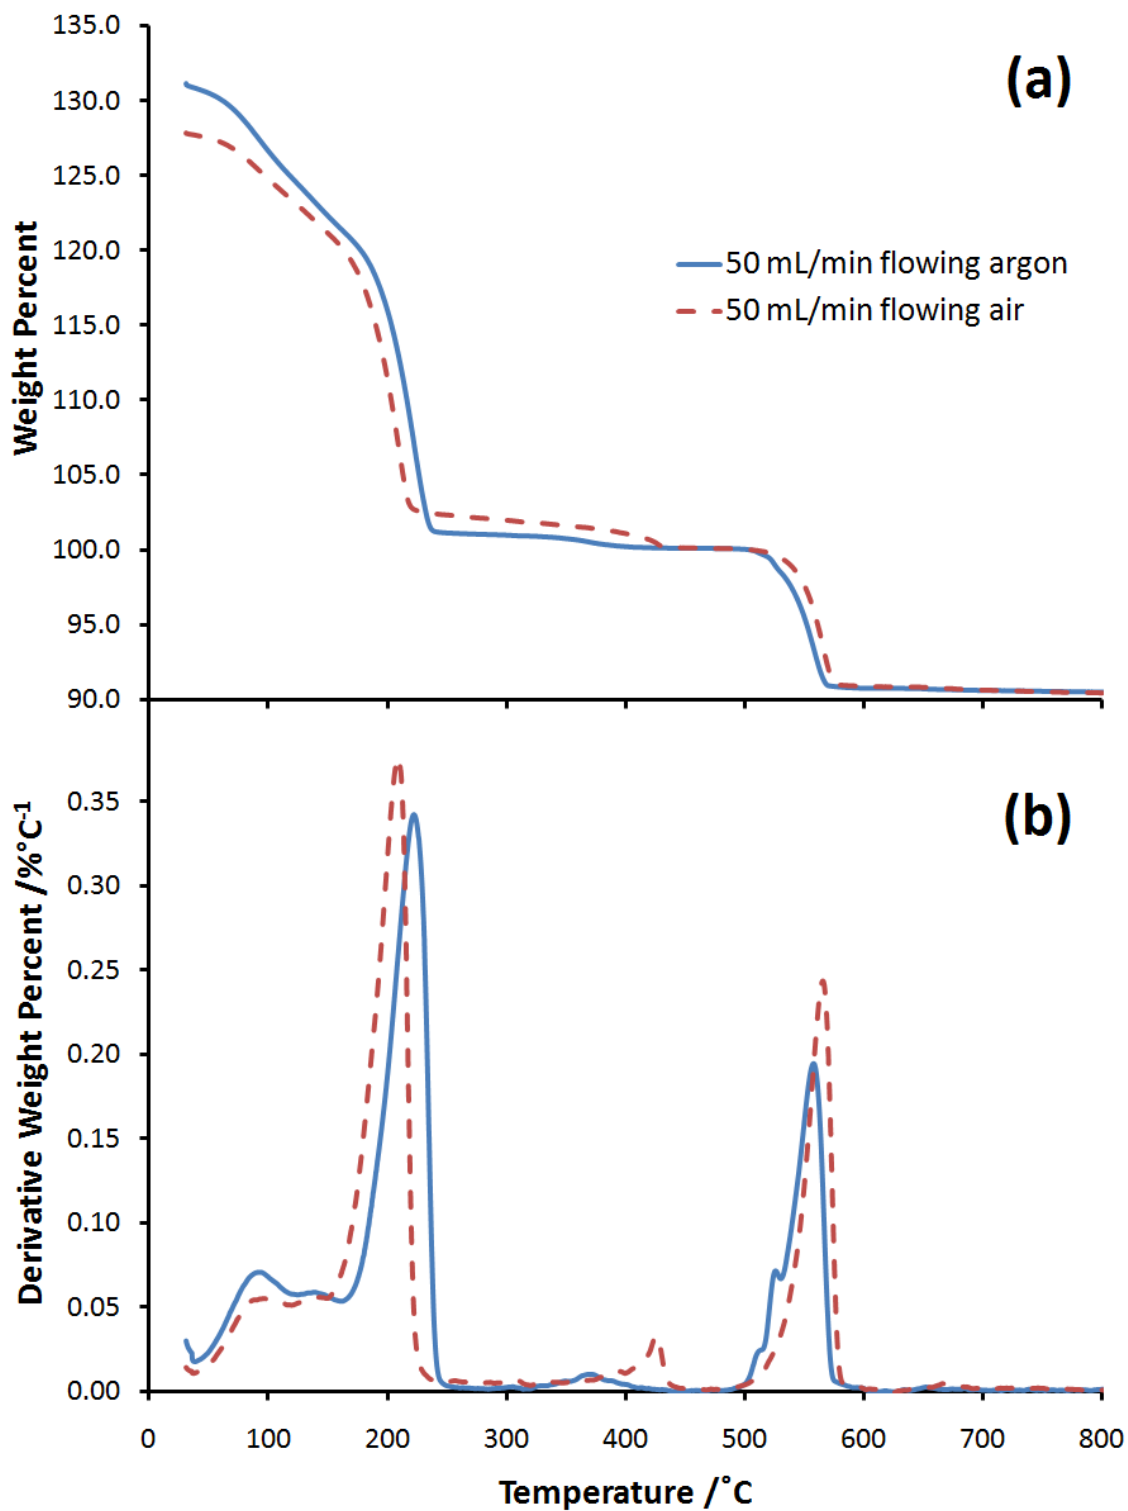 135.0
(a)
130.0
125.0
120.0
50 mL/min flowing argon
50 mL/min flowing air
115.0
110.0
105.0
100.0
95.0
90.0
Weight Percent
(b)
0.35
0.30
0.25
0.20
0.15
0.10
0.05
0.00
Derivative Weight Percent /%˚C⁻¹
0 100 200 300 400 500 600 700 800
Temperature /˚C